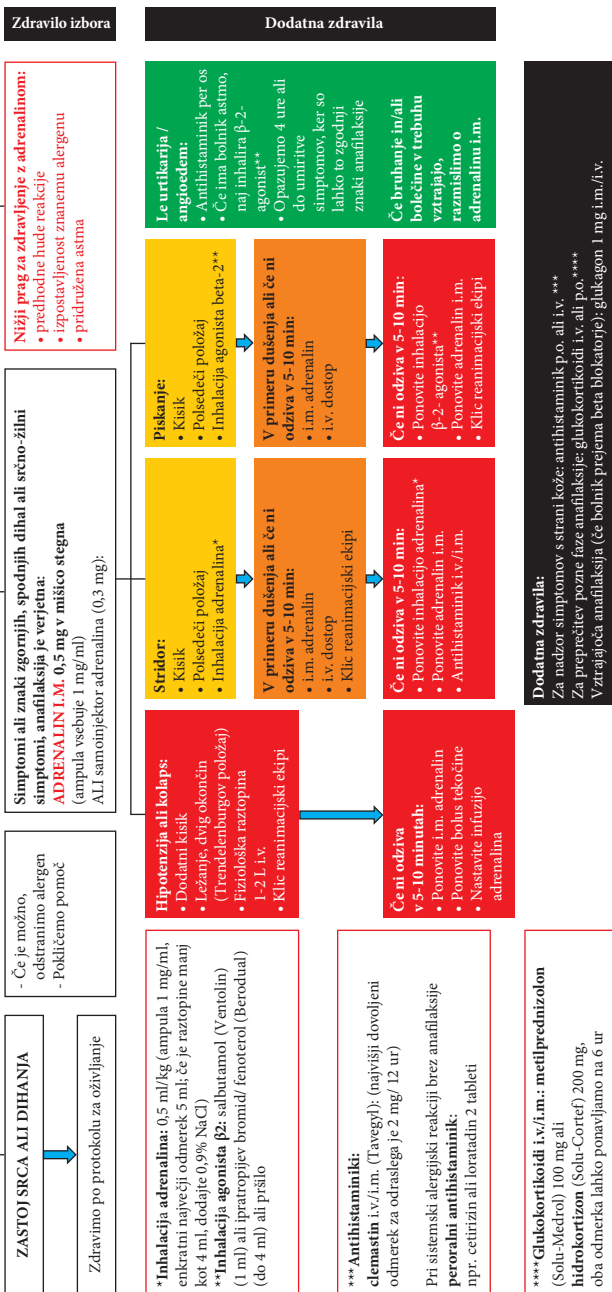 ZASTOJ SRCA ALI DIHANJA
Zdravimo po protokolu za oživljanje
- Če je možno,
odstranimo alergen
- Pokličemo pomoč
Simptomi ali znaki zgornjih, spodnjih dihal ali srčno-žilni
simptomi, anafilaksija je verjetna:
ADRENALIN I.M. 0,5 mg v mišico stegna
(ampula vsebuje 1 mg/ml)
ALI samoinjektor adrenalina (0,3 mg):
Nižji prag za zdravljenje z adrenalinom:
• predhodne hude reakcije
• izpostavljenost znanemu alergenu
• pridružena astma
Zdravilo izbora
Hipotenzija ali kolaps:
• Dodatni kisik
• Ležanje, dvig okončin
(Trendelenburgov položaj)
• Fiziološka raztopina
1-2 L i.v.
• Klic reanimacijski ekipi
Če ni odziva
v 5-10 minutah:
• Ponovite i.m. adrenalin
• Ponovite bolus tekočine
• Nastavite infuzijo
adrenalina
Stridor:
• Kisik
• Polsedeči položaj
• Inhalacija adrenalina*
V primeru dušenja ali če ni
odziva v 5-10 min:
• i.m. adrenalin
• i.v. dostop
• Klic reanimacijski ekipi
Če ni odziva v 5-10 min:
• Ponovite inhalacijo adrenalina*
• Ponovite adrenalin i.m.
• Antihistaminik i.v./i.m.
Piskanje:
• Kisik
• Polsedeči položaj
• Inhalacija agonista beta-2**
V primeru dušenja ali če ni
odziva v 5-10 min:
• i.m. adrenalin
• i.v. dostop
Če ni odziva v 5-10 min:
• Ponovite inhalacijo
β-2- agonista**
• Ponovite adrenalin i.m.
• Klic reanimacijski ekipi
Le urtikarija /
angioedem:
• Antihistaminik per os
• Če ima bolnik astmo,
naj inhalira β-2-
agonist**
• Opazujemo 4 ure ali
do umiritve
simptomov, ker so
lahko to zgodnji
znaki anafilaksije
Če bruhanje in/ali
bolečine v trebuhu
vztrajajo,
razmislimo o
adrenalinu i.m.
Dodatna zdravila
*Inhalacija adrenalina: 0,5 ml/kg (ampula 1 mg/ml,
enkratni največji odmerek 5 ml; če je raztopine manj
kot 4 ml, dodajte 0,9% NaCl)
**Inhalacija agonista β2: salbutamol (Ventolin)
(1 ml) ali ipratropijev bromid/ fenoterol (Berodual)
(do 4 ml) ali pršilo
***Antihistaminiki:
clemastin i.v./i.m. (Tavegyl): (najvišji dovoljeni
odmerek za odraslega je 2 mg/ 12 ur)
Pri sistemski alergijski reakciji brez anafilaksije
peroralni antihistaminik:
npr. cetirizin ali loratadin 2 tableti
****Glukokortikoidi i.v./i.m.: metilprednizolon
(Solu-Medrol) 100 mg ali
hidrokortizon (Solu-Cortef) 200 mg,
oba odmerka lahko ponavljamo na 6 ur
Dodatna zdravila:
Za nadzor simptomov s strani kože: antihistaminik p.o. ali i.v. ***
Za preprečitev pozne faze anafilaksije: glukokortikoidi i.v. ali p.o.****
Vztrajajoča anafilaksija (če bolnik prejema beta blokatorje): glukagon 1 mg i.m./i.v.